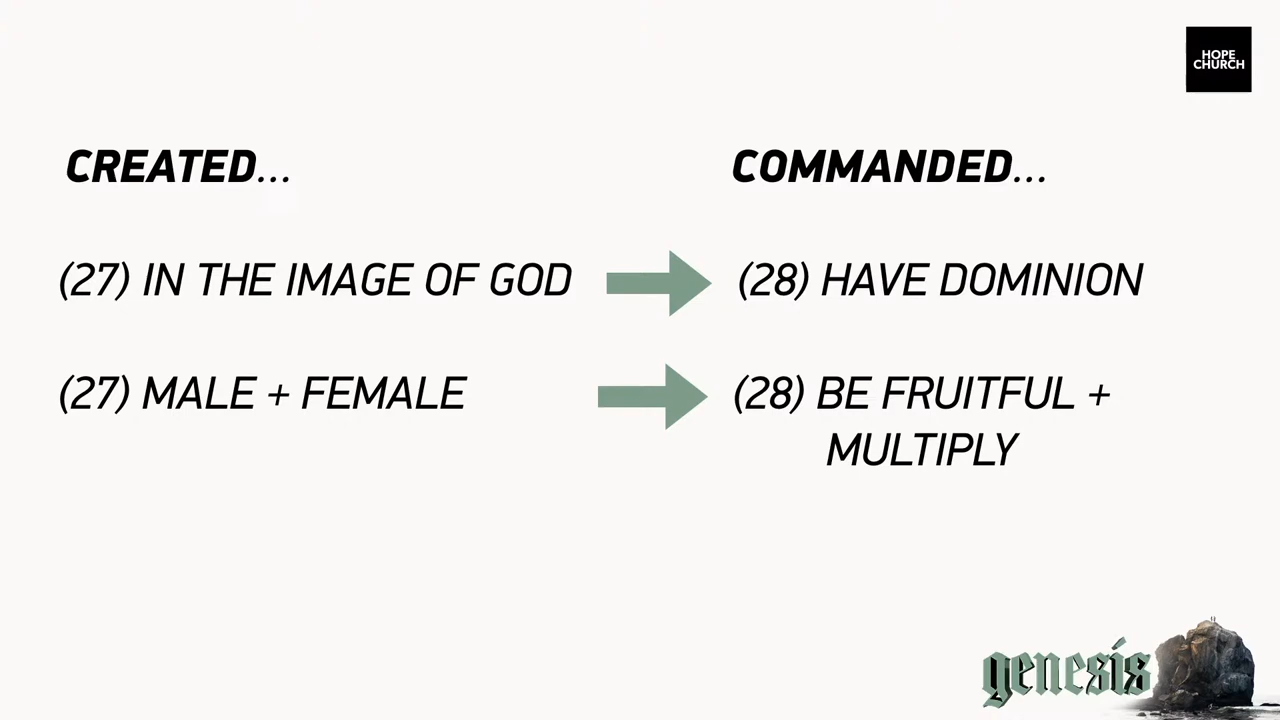 HOPE
CHURCH
CREATED...
COMMANDED...
(27) IN THE IMAGE OF GOD
(28) HAVE DOMINION
(27) MALE + FEMALE
(28) BE FRUITFUL +
MULTIPLY
genesis